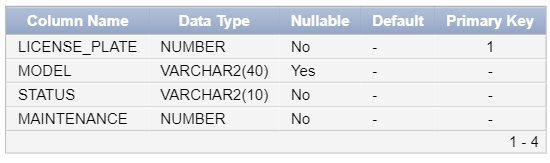 Column Name Data Type Nullable Default Primary Key
LICENSE_PLATE NUMBER No - 1
MODEL VARCHAR2(40) Yes - -
STATUS VARCHAR2(10) No - -
MAINTENANCE NUMBER No - -
1 - 4